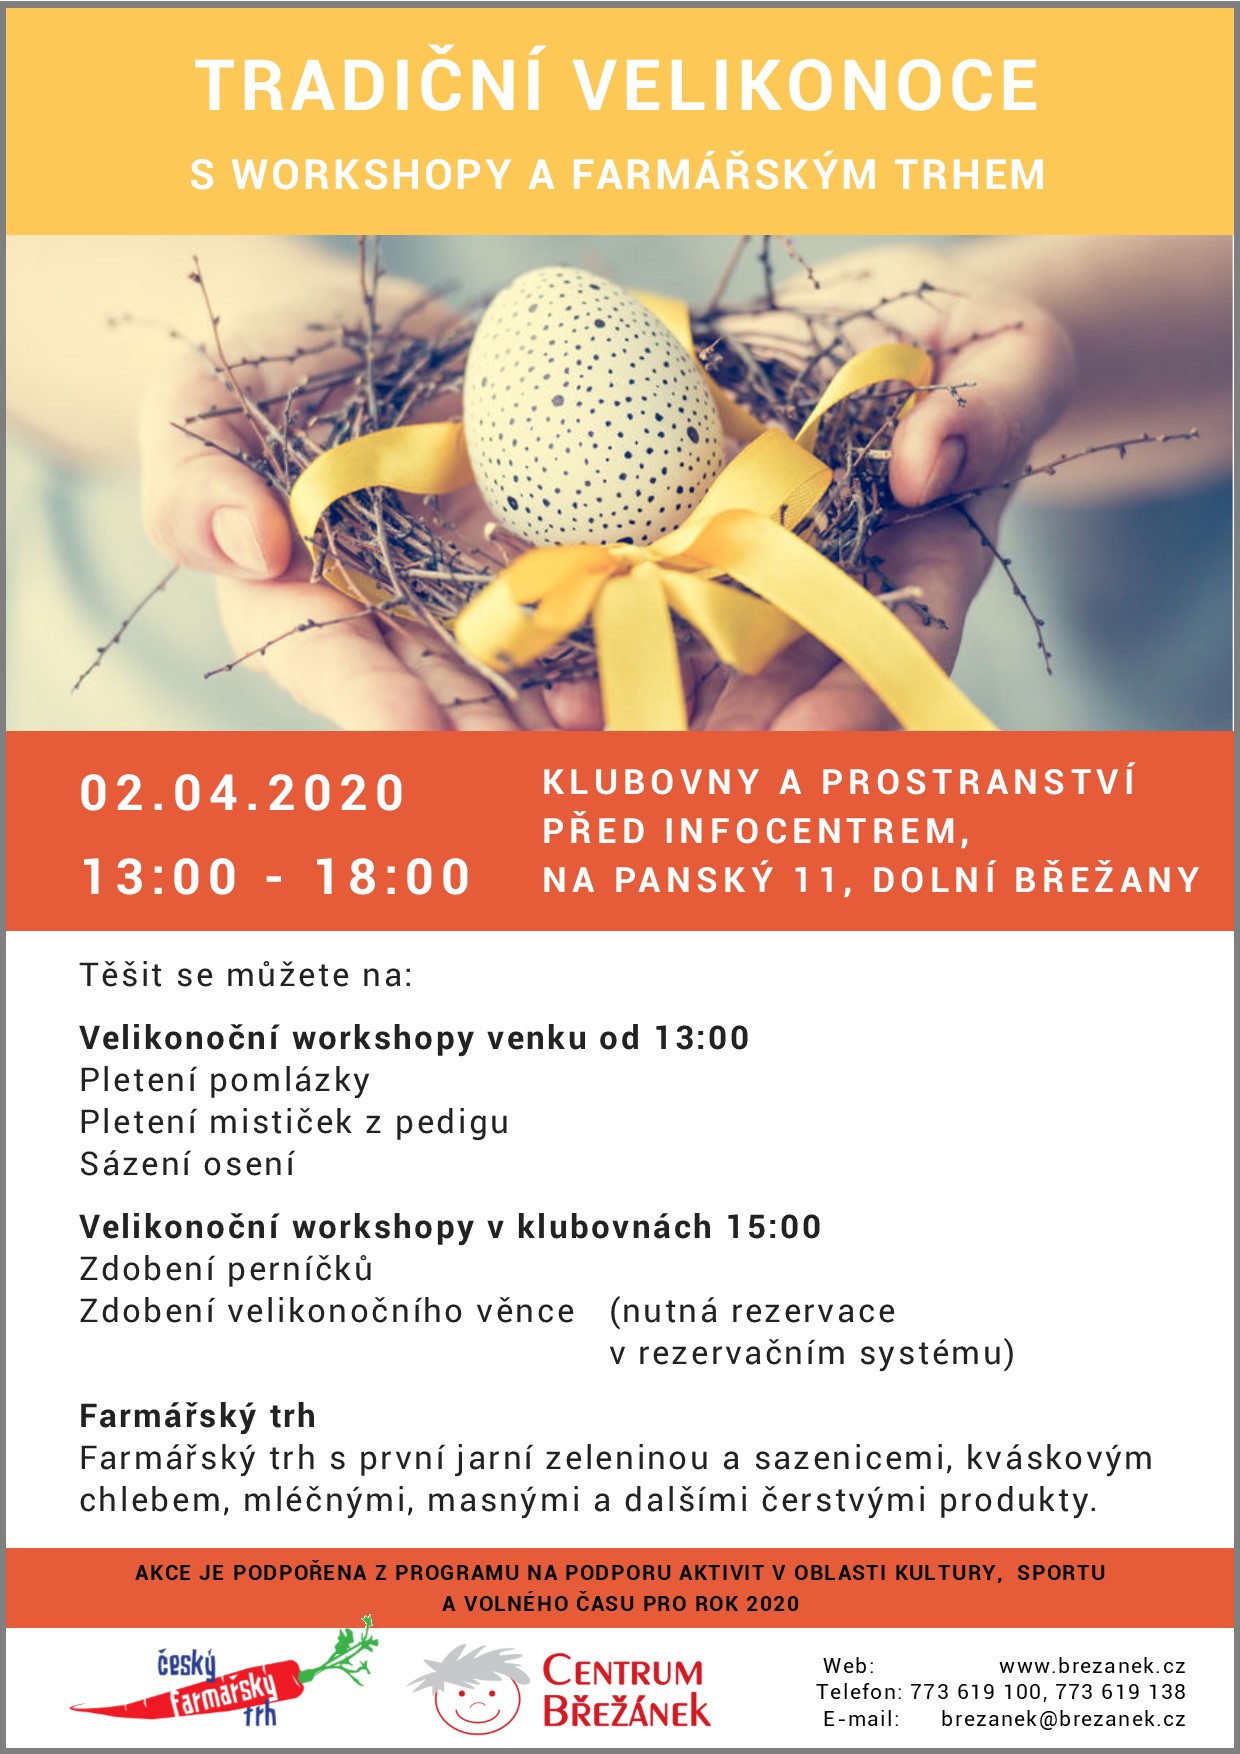 TRADIČNÍ VELIKONOCE
S WORKSHOPY A FARMÁŘSKÝM TRHEM
02.04.2020
13:00 - 18:00
KLUBOVNY A PROSTRANSTVÍ
PŘED INFOCENTREM,
NA PANSKÝ 11, DOLNÍ BŘEŽANY
Těšit se můžete na:
Velikonoční workshopy venku od 13:00
Pletení pomlázky
Pletení mističek z pedigu
Sázení osení
Velikonoční workshopy v klubovnách 15:00
Zdobení perníčků
Zdobení velikonočního věnce (nutná rezervace
v rezervačním systému)
Farmářský trh
Farmářský trh s první jarní zeleninou a sazenicemi, kváskovým
chlebem, mléčnými, masnými a dalšími čerstvými produkty.
AKCE JE PODPOŘENA Z PROGRAMU NA PODPORU AKTIVIT V OBLASTI KULTURY, SPORTU
A VOLNÉHO ČASU PRO ROK 2020
český
farmářský
trh
CENTRUM
BŘEŽÁNEK
Web: www.brezanek.cz
Telefon: 773 619 100, 773 619 138
E-mail: brezanek@brezanek.cz